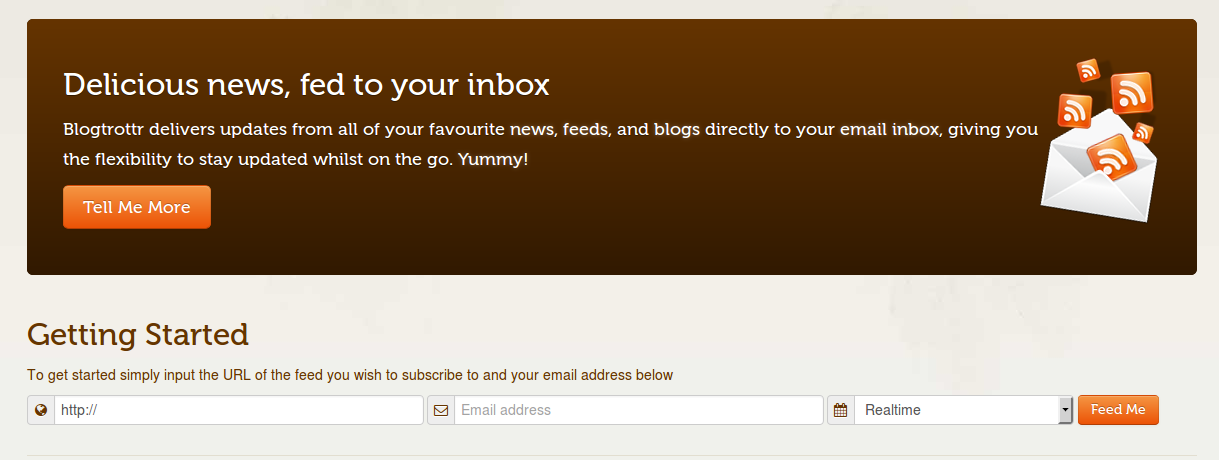 Delicious news, fed to your inbox
Blogtrottr delivers updates from all of your favourite news, feeds, and blogs directly to your email inbox, giving you
the flexibility to stay updated whilst on the go. Yummy!
Tell Me More
Getting Started
To get started simply input the URL of the feed you wish to subscribe to and your email address below
http:// Email address Realtime Feed Me